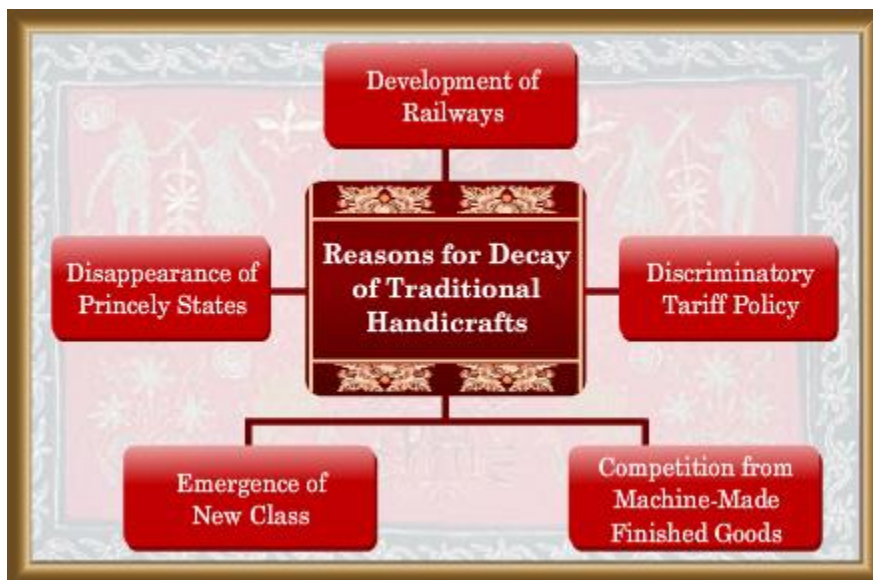 Development of
Railways
Disappearance of
Princely States
Reasons for Decay
of Traditional
Handicrafts
Discriminatory
Tariff Policy
Emergence of
New Class
Competition from
Machine-Made
Finished Goods